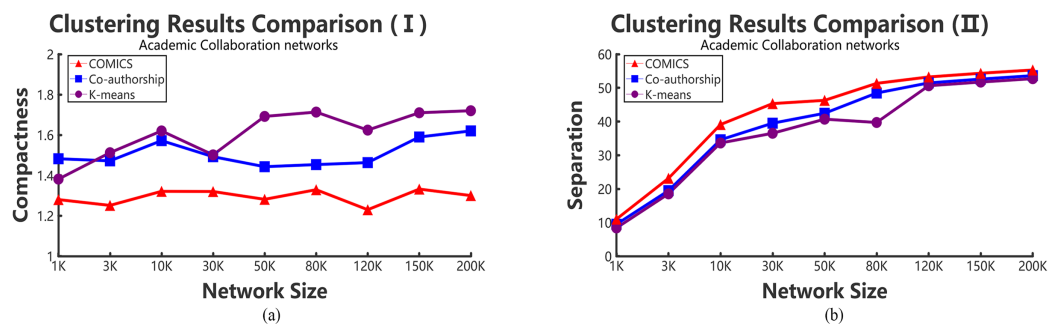 Clustering Results Comparison (Ⅰ)
Academic Collaboration networks
2
1.8
1.6
1.4
1.2
1
COMICS
Co-authorship
K-means
Compactness
1K 3K 10K 30K 50K 80K 120K 150K 200K
Network Size
(a)
Clustering Results Comparison (Ⅱ)
Academic Collaboration networks
60
50
40
30
20
10
0
COMICS
Co-authorship
K-means
Separation
1K 3K 10K 30K 50K 80K 120K 150K 200K
Network Size
(b)